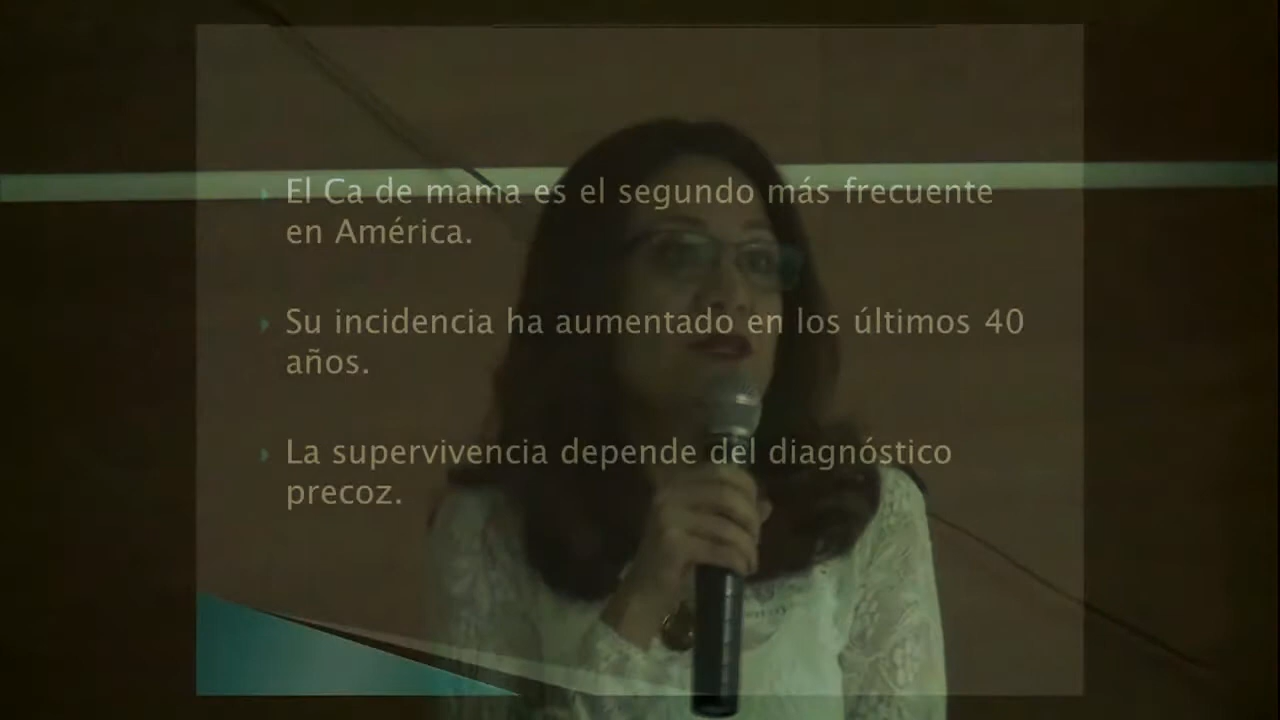 El Ca de mama es el segundo más frecuente
en América.
Su incidencia ha aumentado en los últimos 40
años.
La supervivencia depende del diagnóstico
precoz.